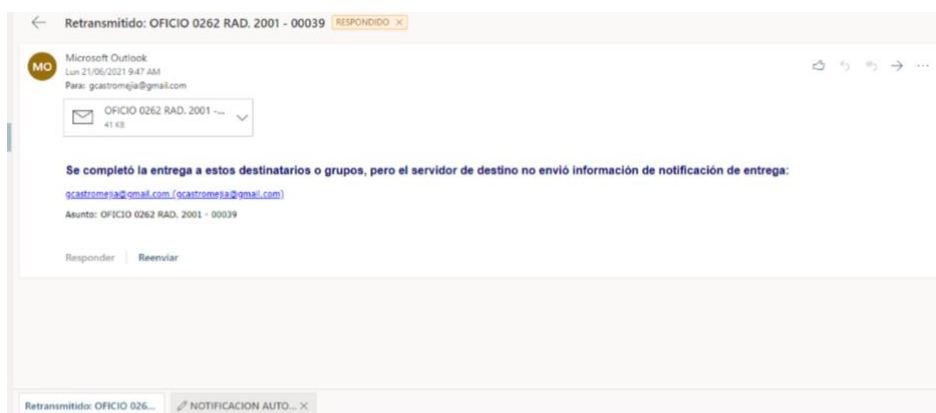 Retransmitido: OFICIO 0262 RAD. 2001 - 00039 RESPONDIDO ×
MO
Microsoft Outlook
Lun 21/06/2021 9:47 AM
Para: gcastromejia@gmail.com
OFICIO 0262 RAD. 2001 -...
41 KB
Se completó la entrega a estos destinatarios o grupos, pero el servidor de destino no envió información de notificación de entrega:
gcastromejia@gmail.com (gcastromejia@gmail.com)
Asunto: OFICIO 0262 RAD. 2001 - 00039
Responder Reenviar
Retransmitido: OFICIO 026... NOTIFICACION AUTO... ×